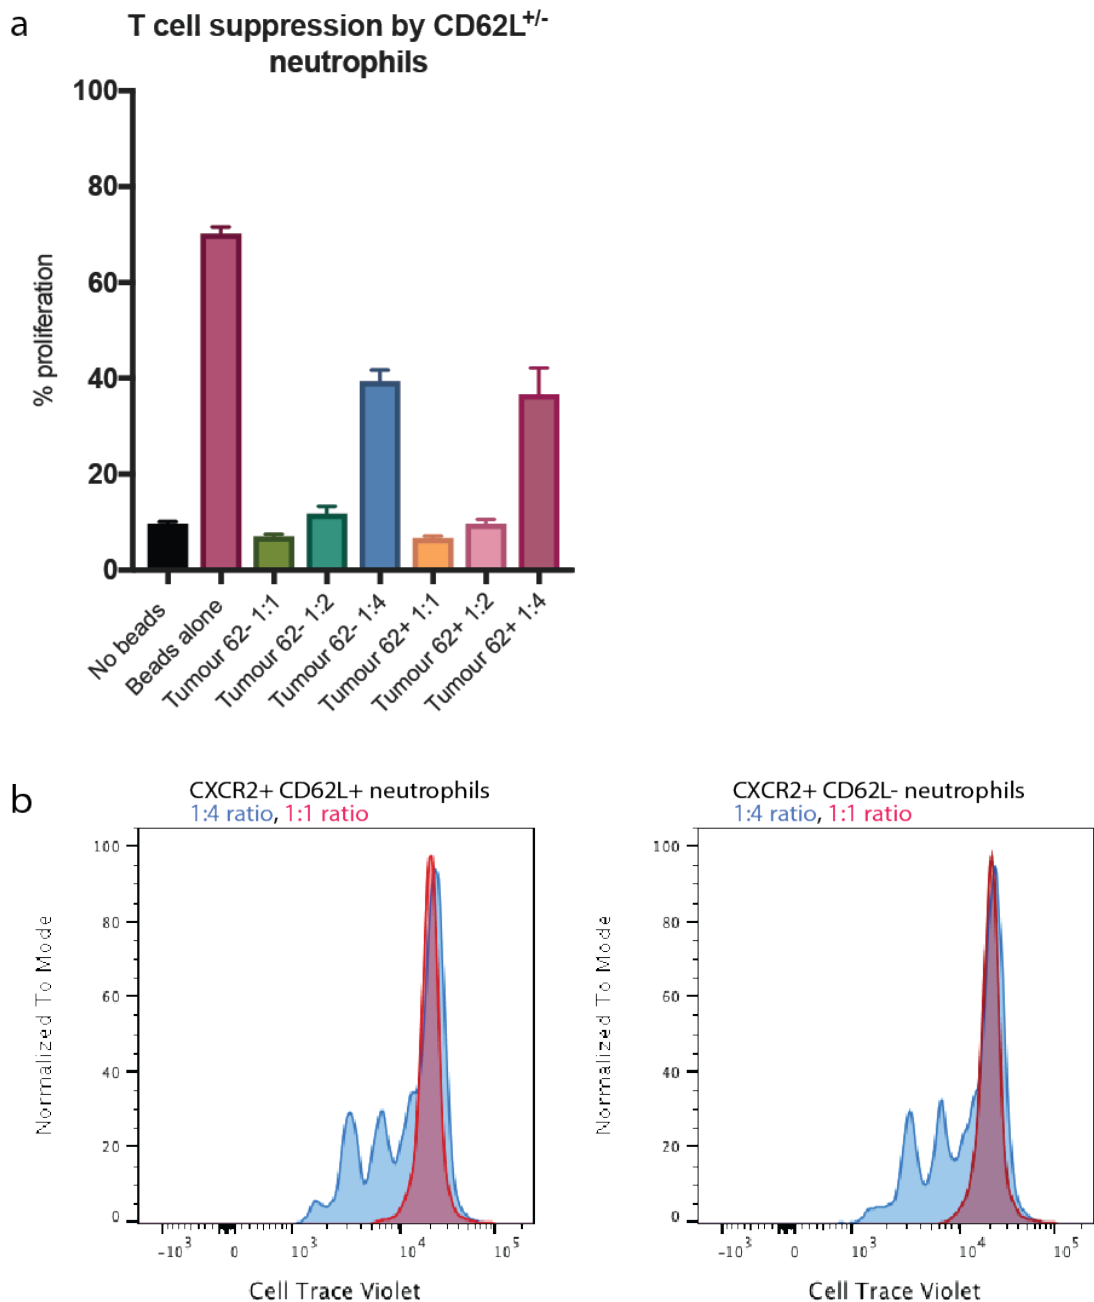 a
T cell suppression by CD62L+/-
neutrophils
100
80
60
40
20
0
% proliferation
No beads
Beads alone
Tumour 62- 1:1
Tumour 62- 1:2
Tumour 62- 1:4
Tumour 62+ 1:1
Tumour 62+ 1:2
Tumour 62+ 1:4
b
CXCR2+ CD62L+ neutrophils
1:4 ratio, 1:1 ratio
100
80
60
40
20
0
Normalized To Mode
-10³ 0 10³ 10⁴ 10⁵
Cell Trace Violet
CXCR2+ CD62L- neutrophils
1:4 ratio, 1:1 ratio
100
80
60
40
20
0
Normalized To Mode
-10³ 0 10³ 10⁴ 10⁵
Cell Trace Violet